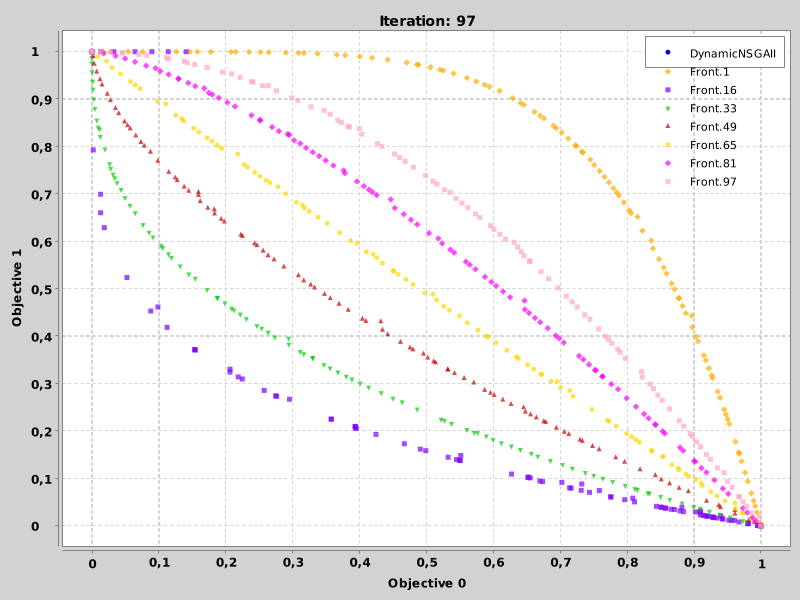 Iteration: 97
DynamicNSGAII
Front.1
Front.16
Front.33
Front.49
Front.65
Front.81
Front.97
Objective 1
1
0,9
0,8
0,7
0,6
0,5
0,4
0,3
0,2
0,1
0
0 0,1 0,2 0,3 0,4 0,5 0,6 0,7 0,8 0,9 1
Objective 0